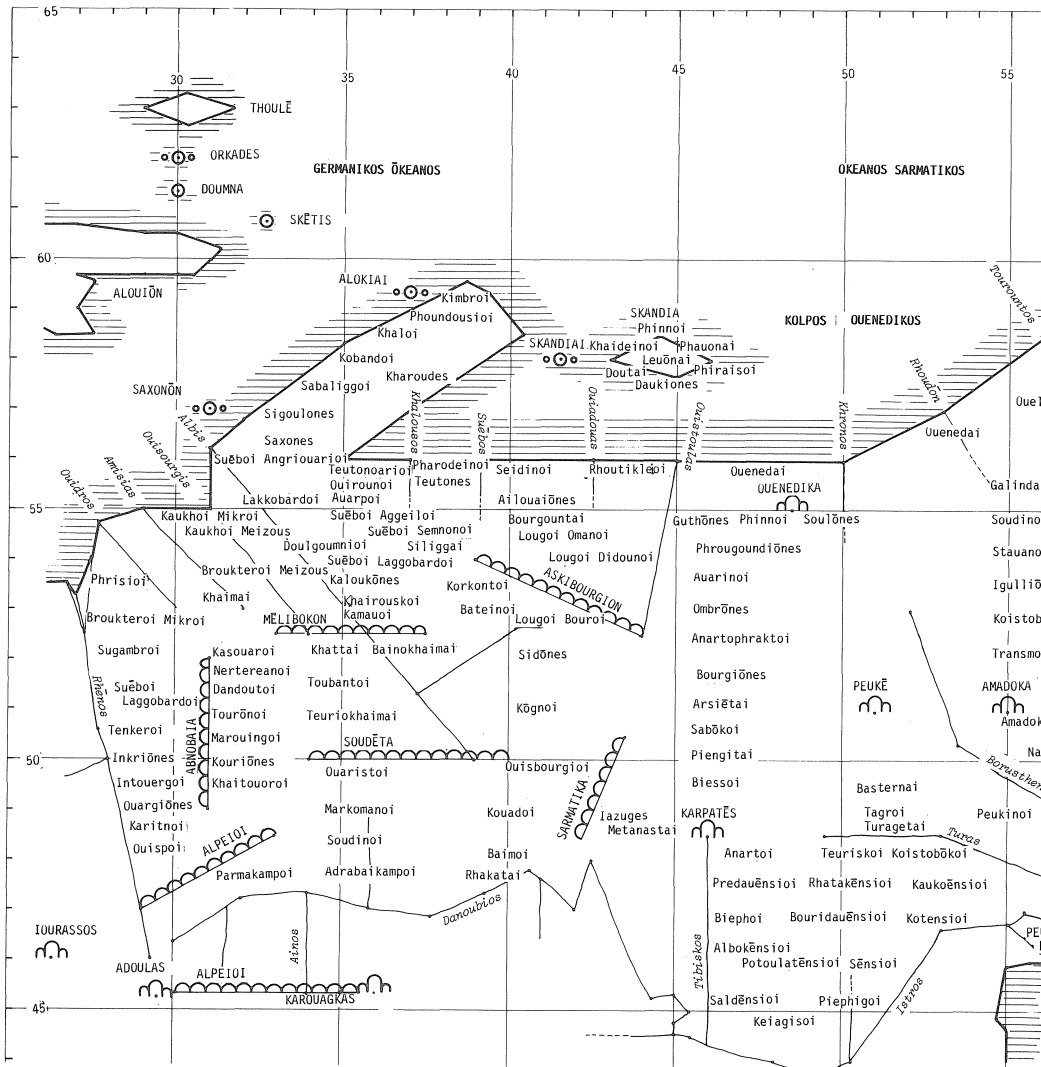 65
30
35
40
45
50
55
THOULĒ
ORKADES
GERMANIKOS ŌKEANOS
OKEANOS SARMATIKOS
DOUMNA
SKĒTIS
60
ALOUIŌN
ALOKIAI
Kimbroi
Phoundousioi
Khaloi
SKANDIA
Phinnoi
KOLPOS
OUENEDIKOS
Tourountos
Kobandoi
SKANDIAI
Khaideinoi
Phauonai
Leuōnai
Doutai
Phiraisoi
Daukiones
Kharoudes
Sabaliggoi
SAXONŌN
Sigoulones
Albis
Saxones
Khalousos
Suēbos
Ouiadouas
Ouistoulas
Khronos
Rhoudōn
Ouel
Ouenedai
Ouidros
Amisias
Ouisourgis
Suēboi Angriouarioi
Teutonoarioi
Pharodeinoi
Seidinoi
Rhoutikleioi
Ouenedai
Ouirounoi
Teutones
OUENEDIKA
Galinda
Lakkobardoi
Auarpoi
Ailouaiōnes
55
Kaukhoi Mikroi
Suēboi Aggeiloi
Bourgountai
Guthōnes
Phinnoi
Soulōnes
Soudino
Kaukhoi Meizous
Suēboi Semnonoi
Lougoi Omanoi
Doulgoumnioi
Siliggai
Lougoi Didounoi
Phrougoundiōnes
Stauano
Suēboi Laggobardoi
Broukteroi Meizous
Kaloukōnes
Korkontoi
ASKIBOURGION
Auarinoi
Igulliō
Phrisioi
Khaimai
Khairouskoi
Bateinoi
Ombrōnes
Kamauoi
Lougoi Bouroi
Koistob
Broukteroi Mikroi
MĒLIBOKON
Anartophraktoi
Sugambroi
Kasouaroi
Khattai
Bainokhaimai
Sidōnes
Transmo
Nertereanoi
Rhēnos
Suēboi
Laggobardoi
Dandoutoi
Toubantoi
Bourgiōnes
PEUKĒ
AMADOKA
Tourōnoi
Teuriokhaimai
Kōgnoi
Arsiētai
Amadok
Tenkeroi
ABNOBAIA
Marouingoi
SOUDĒTA
Sabōkoi
Na
50
Inkriōnes
Kouriōnes
Ouaristoi
Ouisbourgioi
Piengitai
Borusthen
Intouergoi
Khaitouoroi
Biessoi
Basternai
Ouargiōnes
Markomanoi
Kouadoi
SARMATIKA
Iazuges
Metanastai
KARPATĒS
Tagroi
Turagetai
Peukinoi
Karitnoi
ALPEIOI
Soudinoi
Turas
Ouispoi
Baimoi
Anartoi
Teuriskoi
Koistobōkoi
Parmakampoi
Adrabaikampoi
Rhakatai
Predauēnsioi
Rhatakēnsioi
Kaukoēnsioi
Danoubios
IOURASSOS
Ainos
Biephoi
Bouridauēnsioi
Kotensioi
PEU
Albokēnsioi
Potoulatēnsioi
Sēnsioi
Tibiskos
Istros
ADOULAS
ALPEIOI
KAROUAGKAS
Saldēnsioi
Piephigoi
45
Keiagisoi